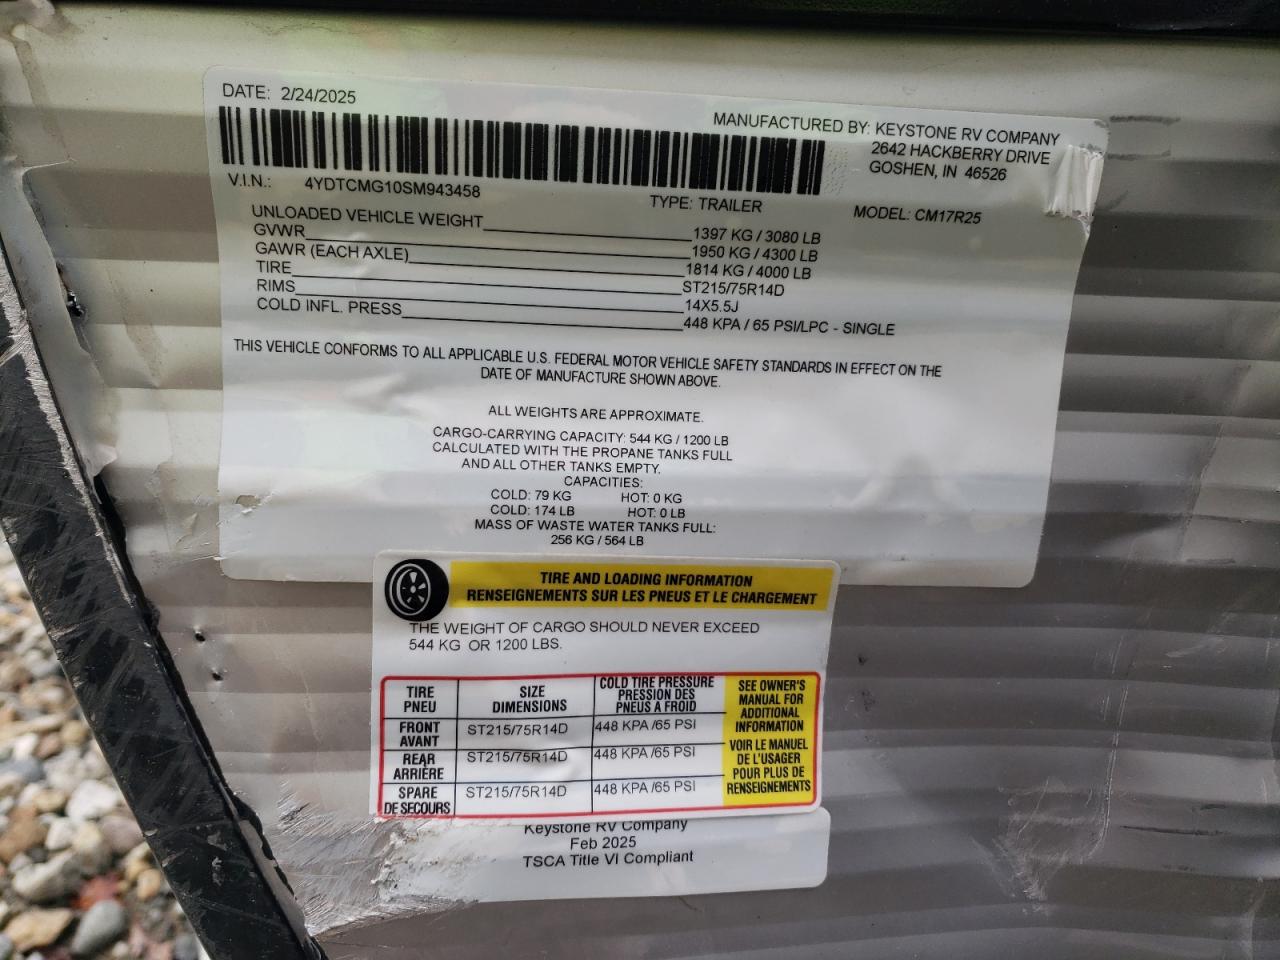 DATE: 2/24/2025
MANUFACTURED BY: KEYSTONE RV COMPANY
2642 HACKBERRY DRIVE
GOSHEN, IN 46526
V.I.N.: 4YDTCMG10SM943458
TYPE: TRAILER
MODEL: CM17R25
UNLOADED VEHICLE WEIGHT 1397 KG / 3080 LB
GVWR 1950 KG / 4300 LB
GAWR (EACH AXLE) 1814 KG / 4000 LB
TIRE ST215/75R14D
RIMS 14X5.5J
COLD INFL. PRESS 448 KPA / 65 PSI/LPC - SINGLE
THIS VEHICLE CONFORMS TO ALL APPLICABLE U.S. FEDERAL MOTOR VEHICLE SAFETY STANDARDS IN EFFECT ON THE
DATE OF MANUFACTURE SHOWN ABOVE.
ALL WEIGHTS ARE APPROXIMATE.
CARGO-CARRYING CAPACITY: 544 KG / 1200 LB
CALCULATED WITH THE PROPANE TANKS FULL
AND ALL OTHER TANKS EMPTY.
CAPACITIES:
COLD: 79 KG HOT: 0 KG
COLD: 174 LB HOT: 0 LB
MASS OF WASTE WATER TANKS FULL:
256 KG / 564 LB
TIRE AND LOADING INFORMATION
RENSEIGNEMENTS SUR LES PNEUS ET LE CHARGEMENT
THE WEIGHT OF CARGO SHOULD NEVER EXCEED
544 KG OR 1200 LBS.
TIRE
PNEU
SIZE
DIMENSIONS
COLD TIRE PRESSURE
PRESSION DES
PNEUS A FROID
FRONT
AVANT
ST215/75R14D
448 KPA /65 PSI
REAR
ARRIÈRE
ST215/75R14D
448 KPA /65 PSI
SPARE
DE SECOURS
ST215/75R14D
448 KPA /65 PSI
SEE OWNER'S
MANUAL FOR
ADDITIONAL
INFORMATION
VOIR LE MANUEL
DE L'USAGER
POUR PLUS DE
RENSEIGNEMENTS
Keystone RV Company
Feb 2025
TSCA Title VI Compliant